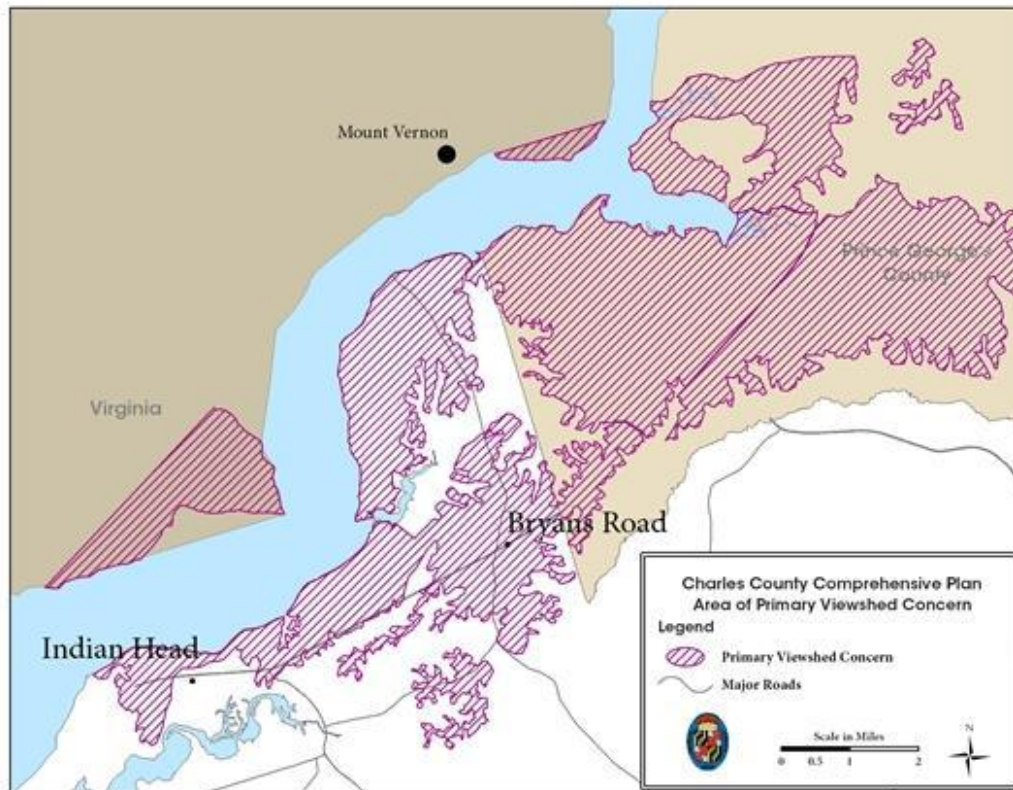 Mount Vernon
Prince George's
County
Virginia
Bryans Road
Indian Head
Charles County Comprehensive Plan
Area of Primary Viewshed Concern
Legend
Primary Viewshed Concern
Major Roads
Scale in Miles
0 0.5 1 2
N